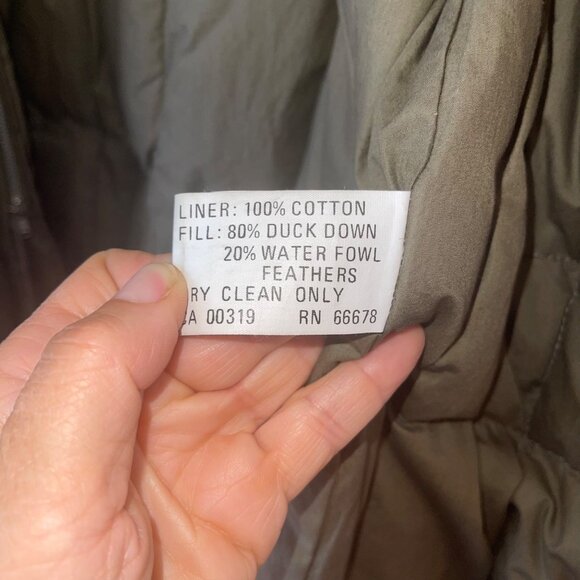 LINER: 100% COTTON
FILL: 80% DUCK DOWN
20% WATER FOWL
FEATHERS
RY CLEAN ONLY
A 00319 RN 66678